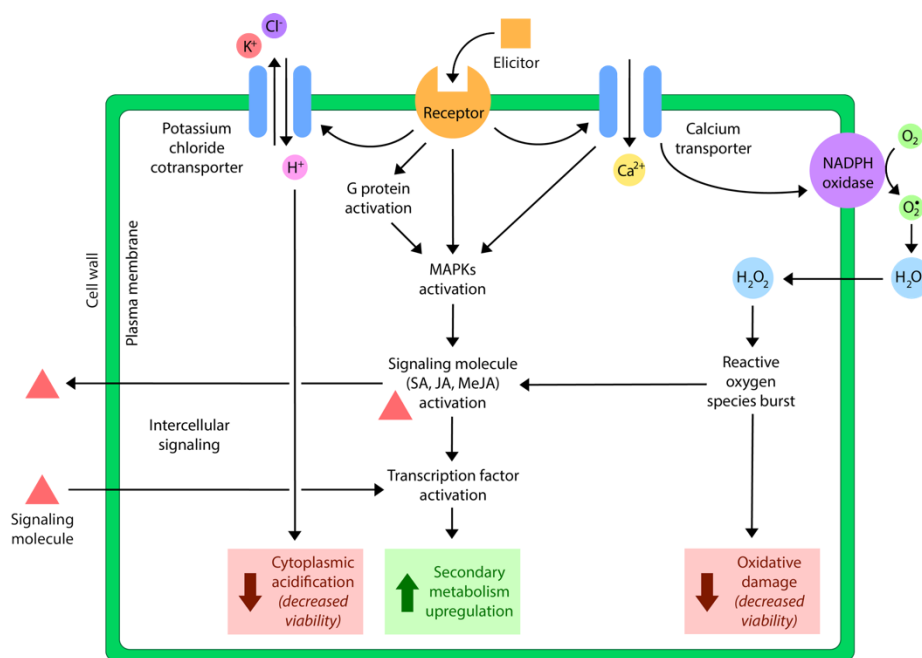 Cl⁻
K⁺
Elicitor
Receptor
Potassium
chloride
cotransporter
H⁺
G protein
activation
Ca²⁺
Calcium
transporter
NADPH
oxidase
O₂
O₂•
H₂O
H₂O₂
MAPKs
activation
Cell wall
Plasma membrane
Signaling molecule
(SA, JA, MeJA)
activation
Reactive
oxygen
species burst
Intercellular
signaling
Transcription factor
activation
Signaling
molecule
Cytoplasmic
acidification
(decreased
viability)
Secondary
metabolism
upregulation
Oxidative
damage
(decreased
viability)